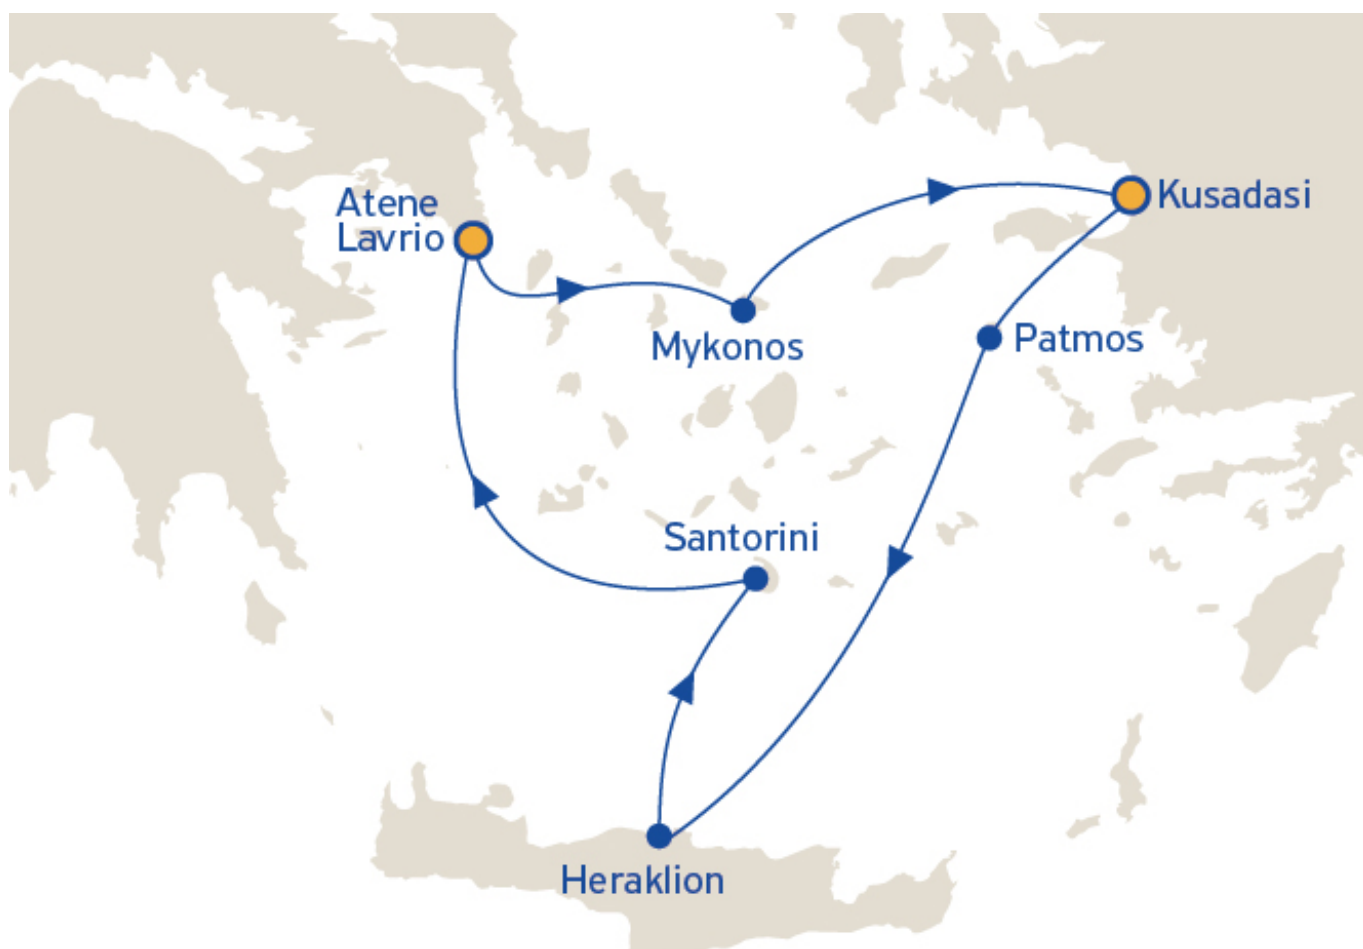 Atene
Lavrio
Kusadasi
Mykonos
Patmos
Santorini
Heraklion